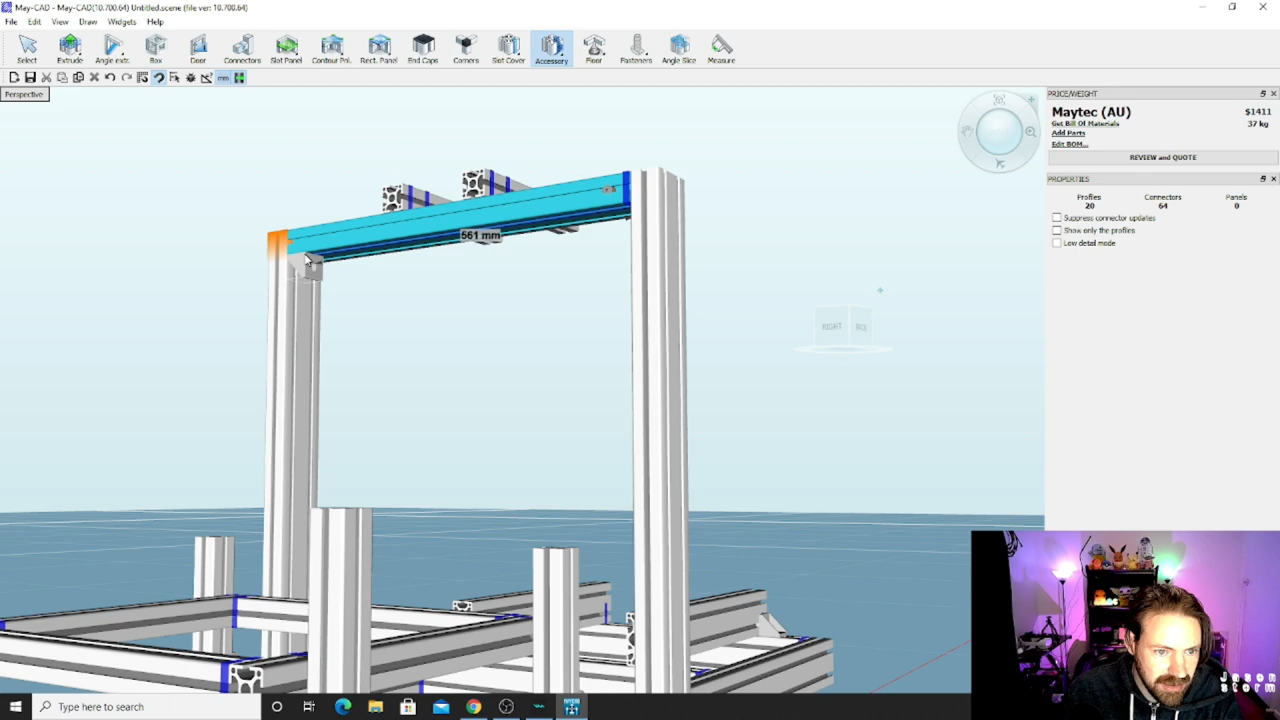 May-CAD - May-CAD(10.700.64) Untitled.scene (file ver: 10.700.64)
File Edit View Draw Widgets Help
Select Extrude Angle extr. Box Door Connectors Slot Panel Contour Pnl. Rect. Panel End Caps Corners Slot Cover Accessory Floor Fasteners Angle Slice Measure
mm
Perspective
PRICE/WEIGHT
Maytec (AU) $1411
Get Bill Of Materials 37 kg
Add Parts
Edit BOM...
REVIEW and QUOTE
PROPERTIES
Profiles Connectors Panels
20 64 0
Suppress connector updates
Show only the profiles
Low detail mode
561 mm
RIGHT
Jason
Storm
Type here to search